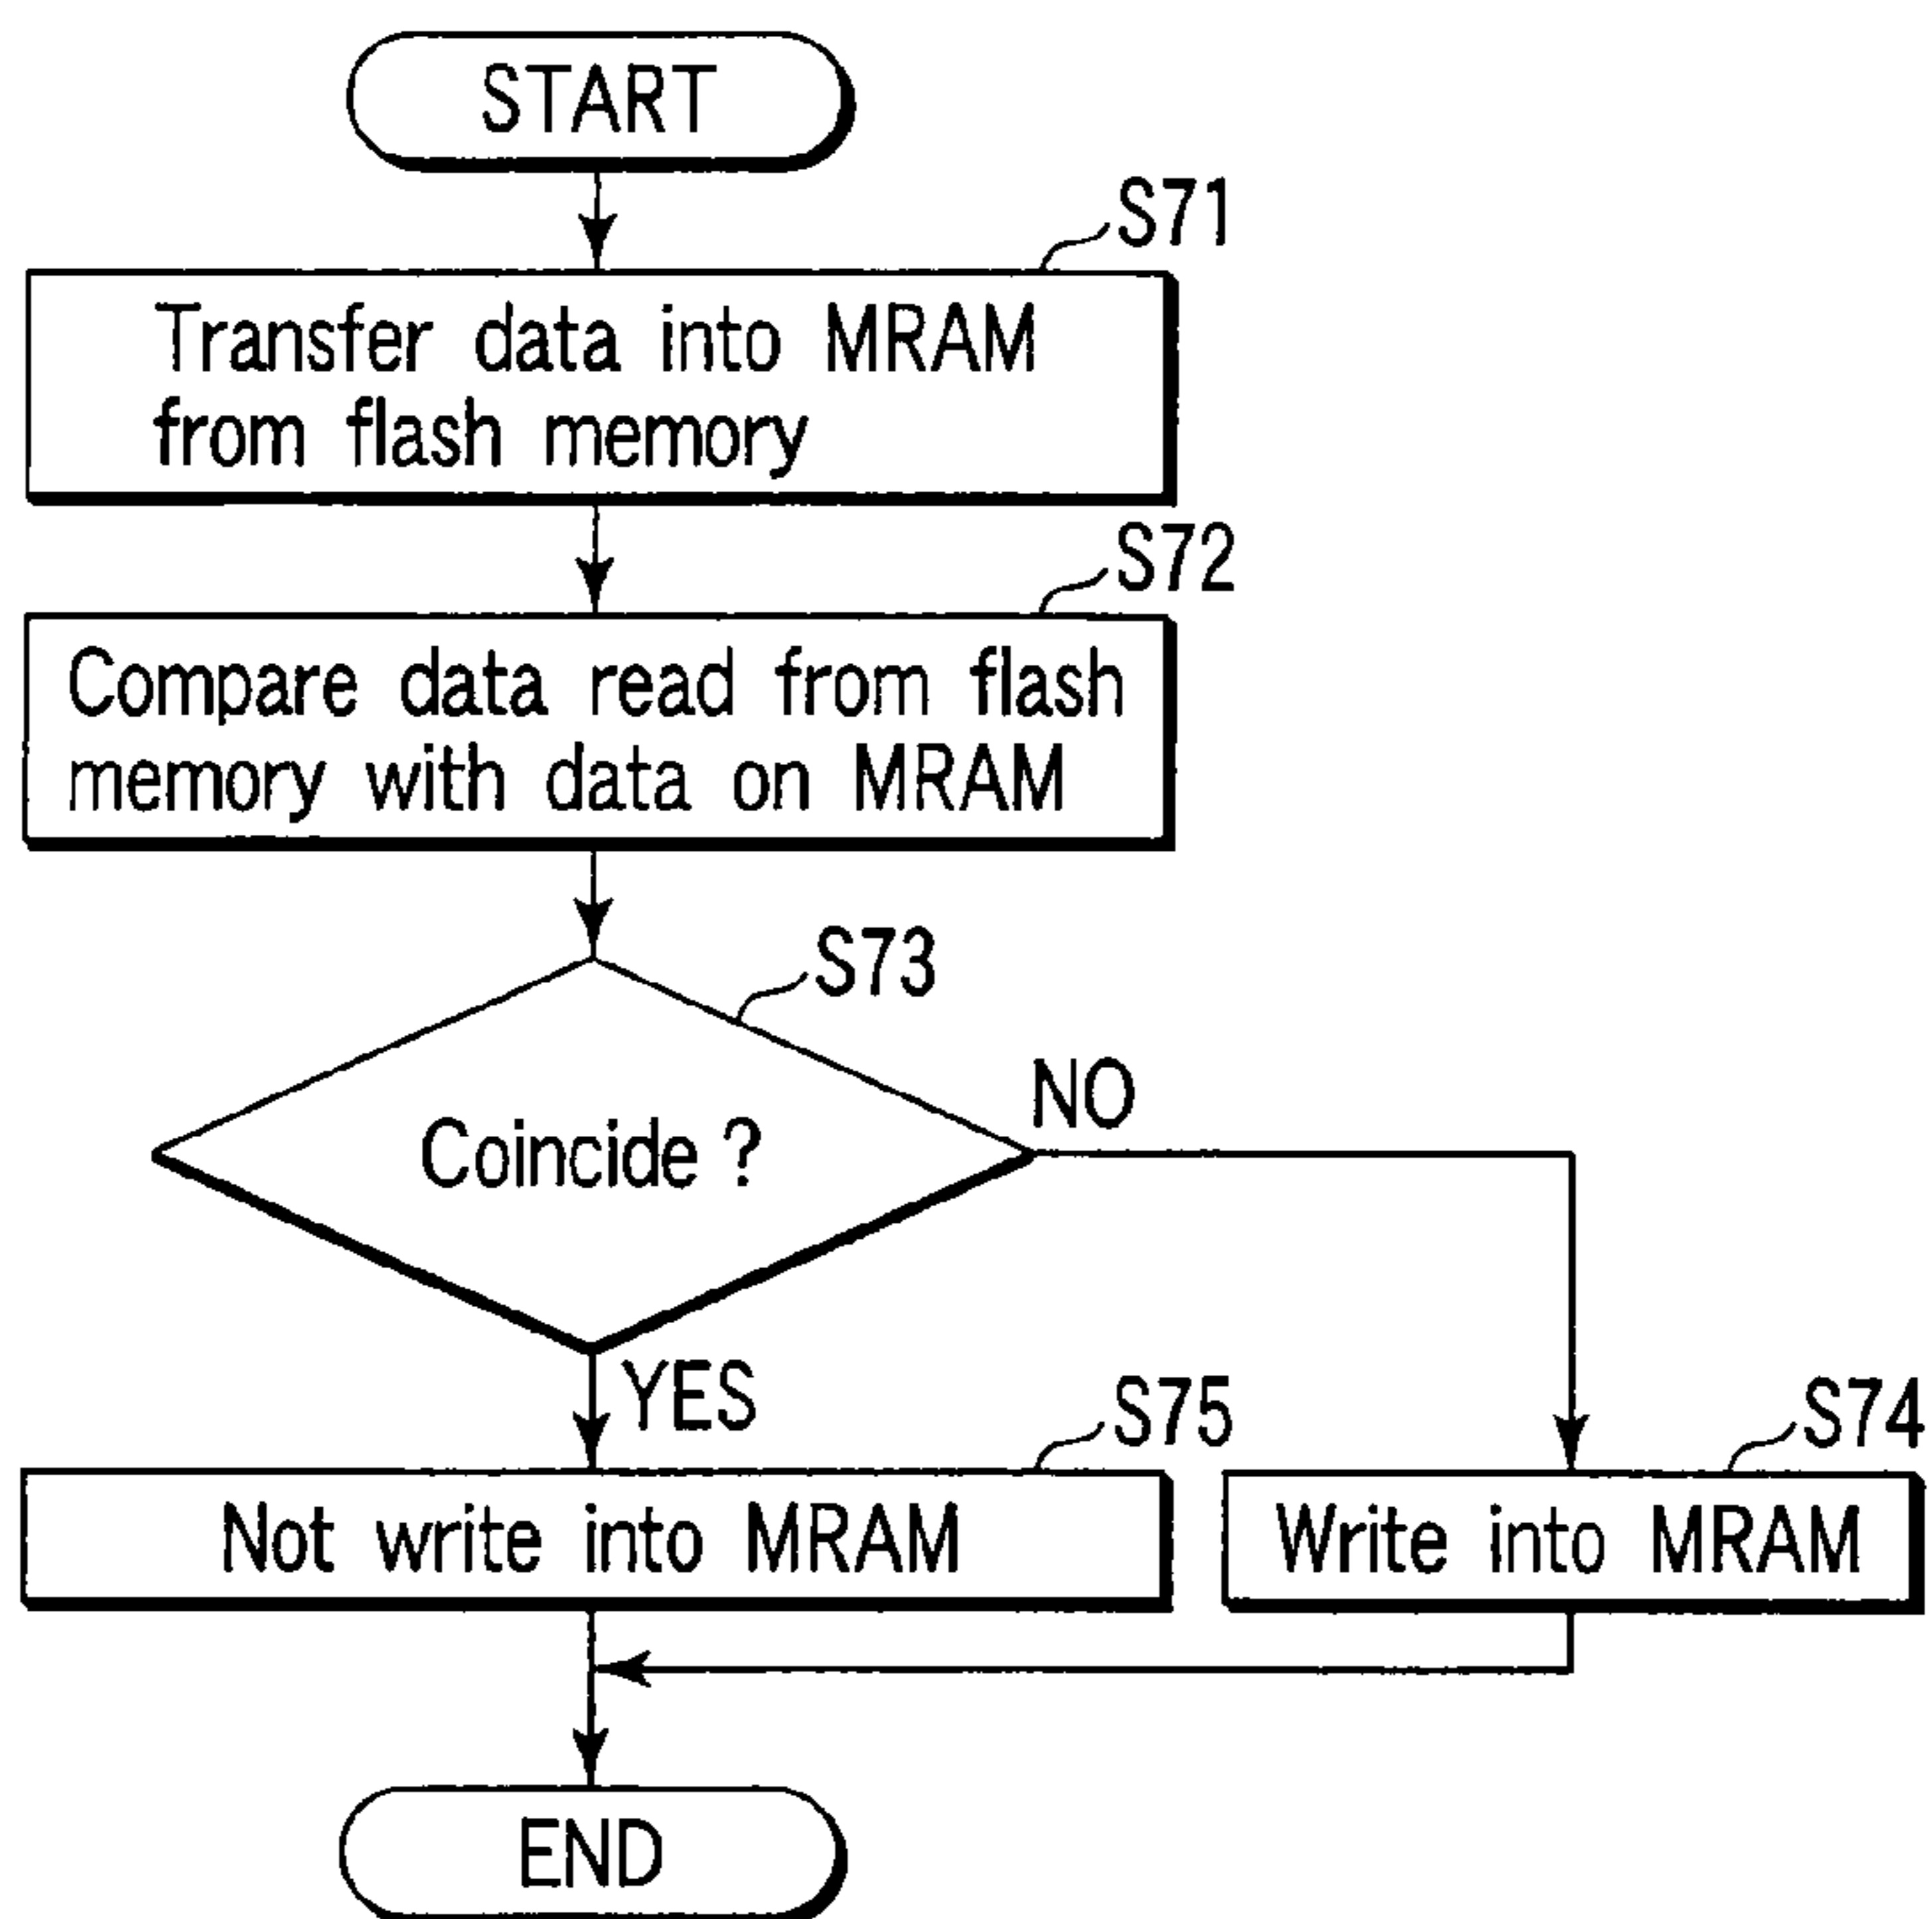 START
S71
Transfer data into MRAM
from flash memory
S72
Compare data read from flash
memory with data on MRAM
S73
Coincide ?
NO
YES
S75
S74
Not write into MRAM
Write into MRAM
END